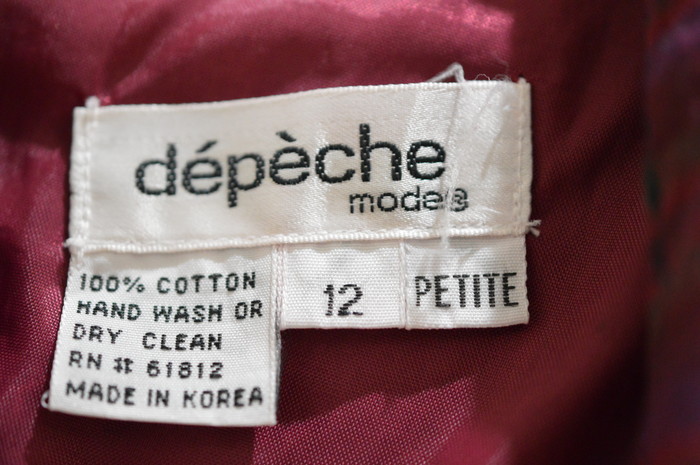 dépèche
mode®
100% COTTON
HAND WASH OR
DRY CLEAN
RN # 61812
MADE IN KOREA
12
PETITE